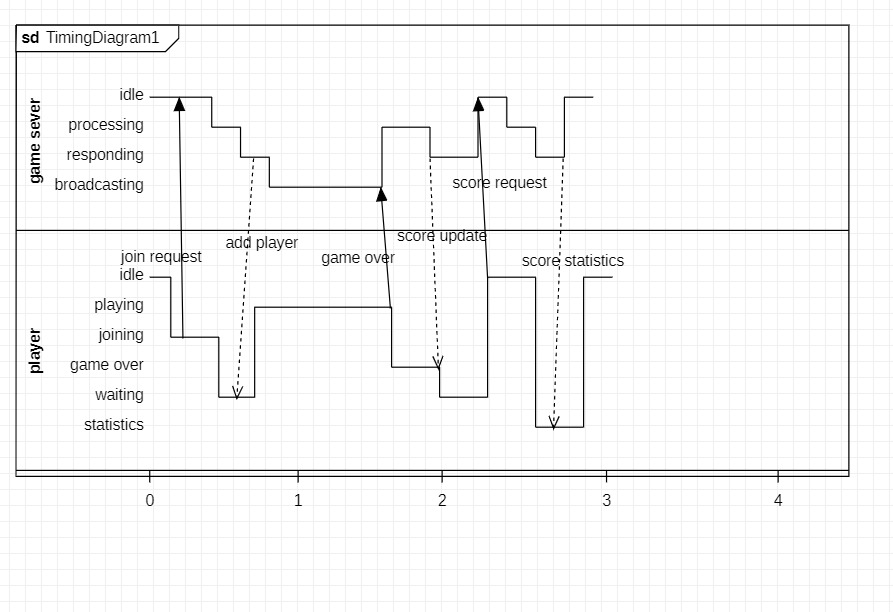 sd TimingDiagram1
game sever
idle
processing
responding
broadcasting
score request
score update
add player
join request
game over
score statistics
player
idle
playing
joining
game over
waiting
statistics
0 1 2 3 4